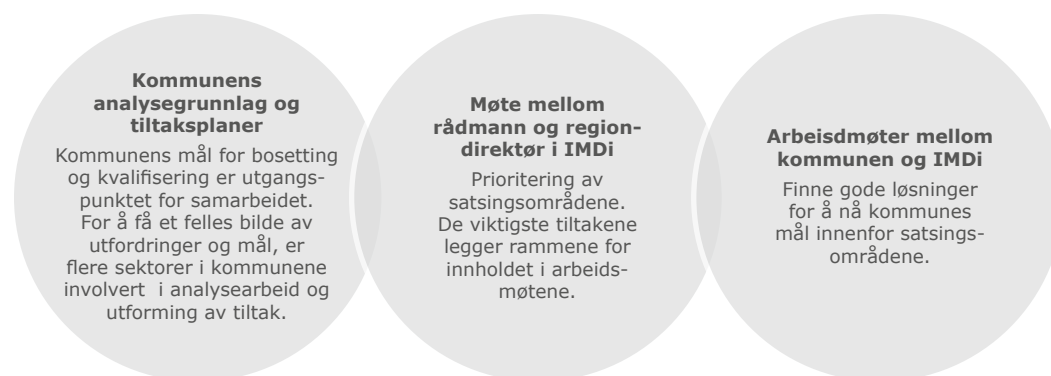 Kommunens
analysegrunnlag og
tiltaksplaner
Kommunens mål for bosetting
og kvalifisering er utgangs-
punktet for samarbeidet.
For å få et felles bilde av
utfordringer og mål, er
flere sektorer i kommunene
involvert i analysearbeid og
utforming av tiltak.
Møte mellom
rådmann og region-
direktør i IMDi
Prioritering av
satsingsområdene.
De viktigste tiltakene
legger rammene for
innholdet i arbeids-
møtene.
Arbeisdmøter mellom
kommunen og IMDi
Finne gode løsninger
for å nå kommunes
mål innenfor satsings-
områdene.